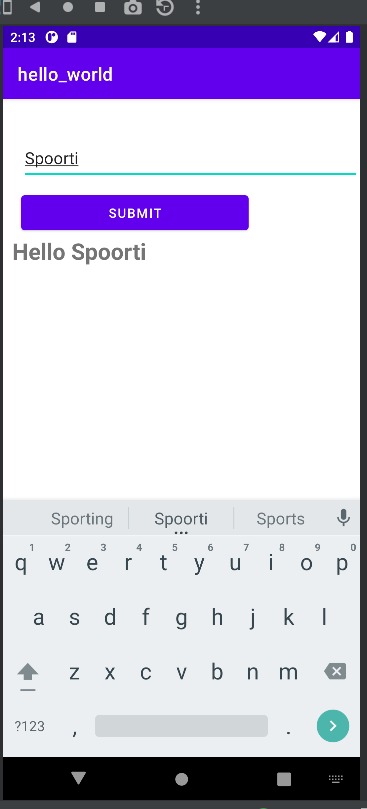 2:13
hello_world
Spoorti
SUBMIT
Hello Spoorti
Sporting Spoorti Sports
1 2 3 4 5 6 7 8 9 0
q w e r t y u i o p
a s d f g h j k l
z x c v b n m
?123 , .